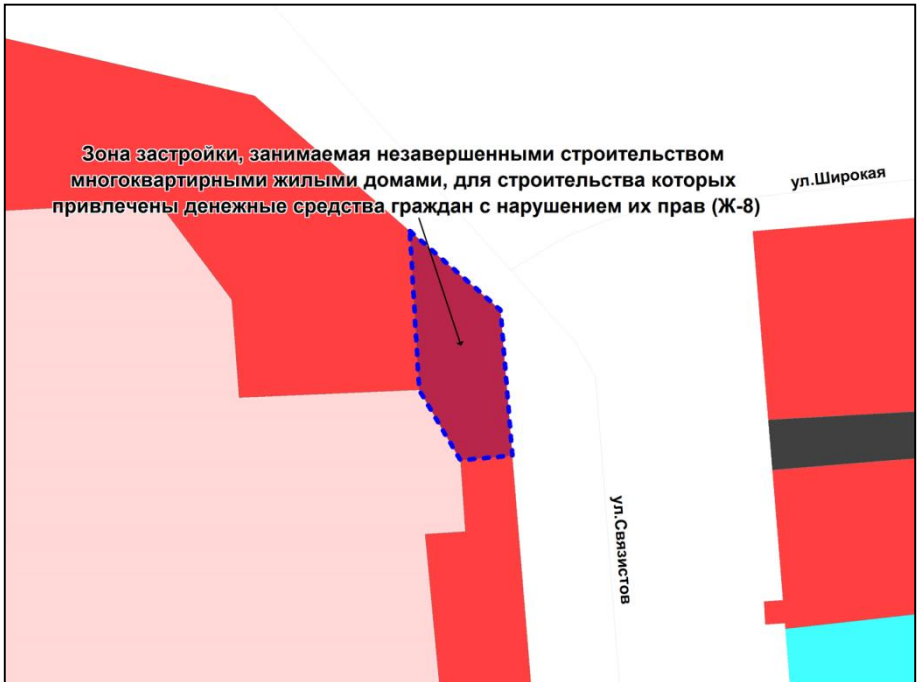 Зона застройки, занимаемая незавершенными строительством
многоквартирными жилыми домами, для строительства которых
привлечены денежные средства граждан с нарушением их прав (Ж-8)
ул.Широкая
ул.Связистов